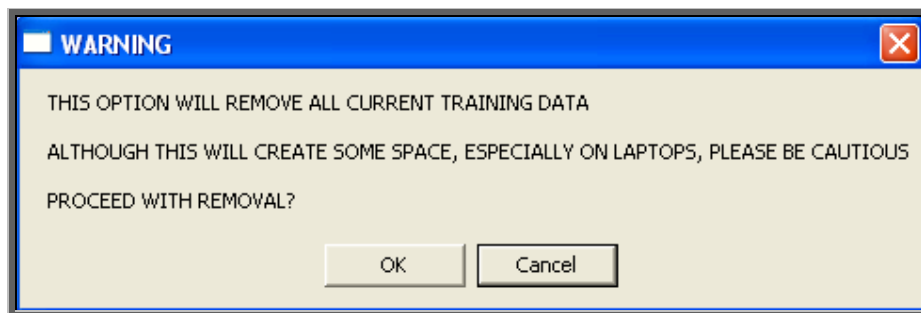 WARNING
THIS OPTION WILL REMOVE ALL CURRENT TRAINING DATA
ALTHOUGH THIS WILL CREATE SOME SPACE, ESPECIALLY ON LAPTOPS, PLEASE BE CAUTIOUS
PROCEED WITH REMOVAL?
OK Cancel